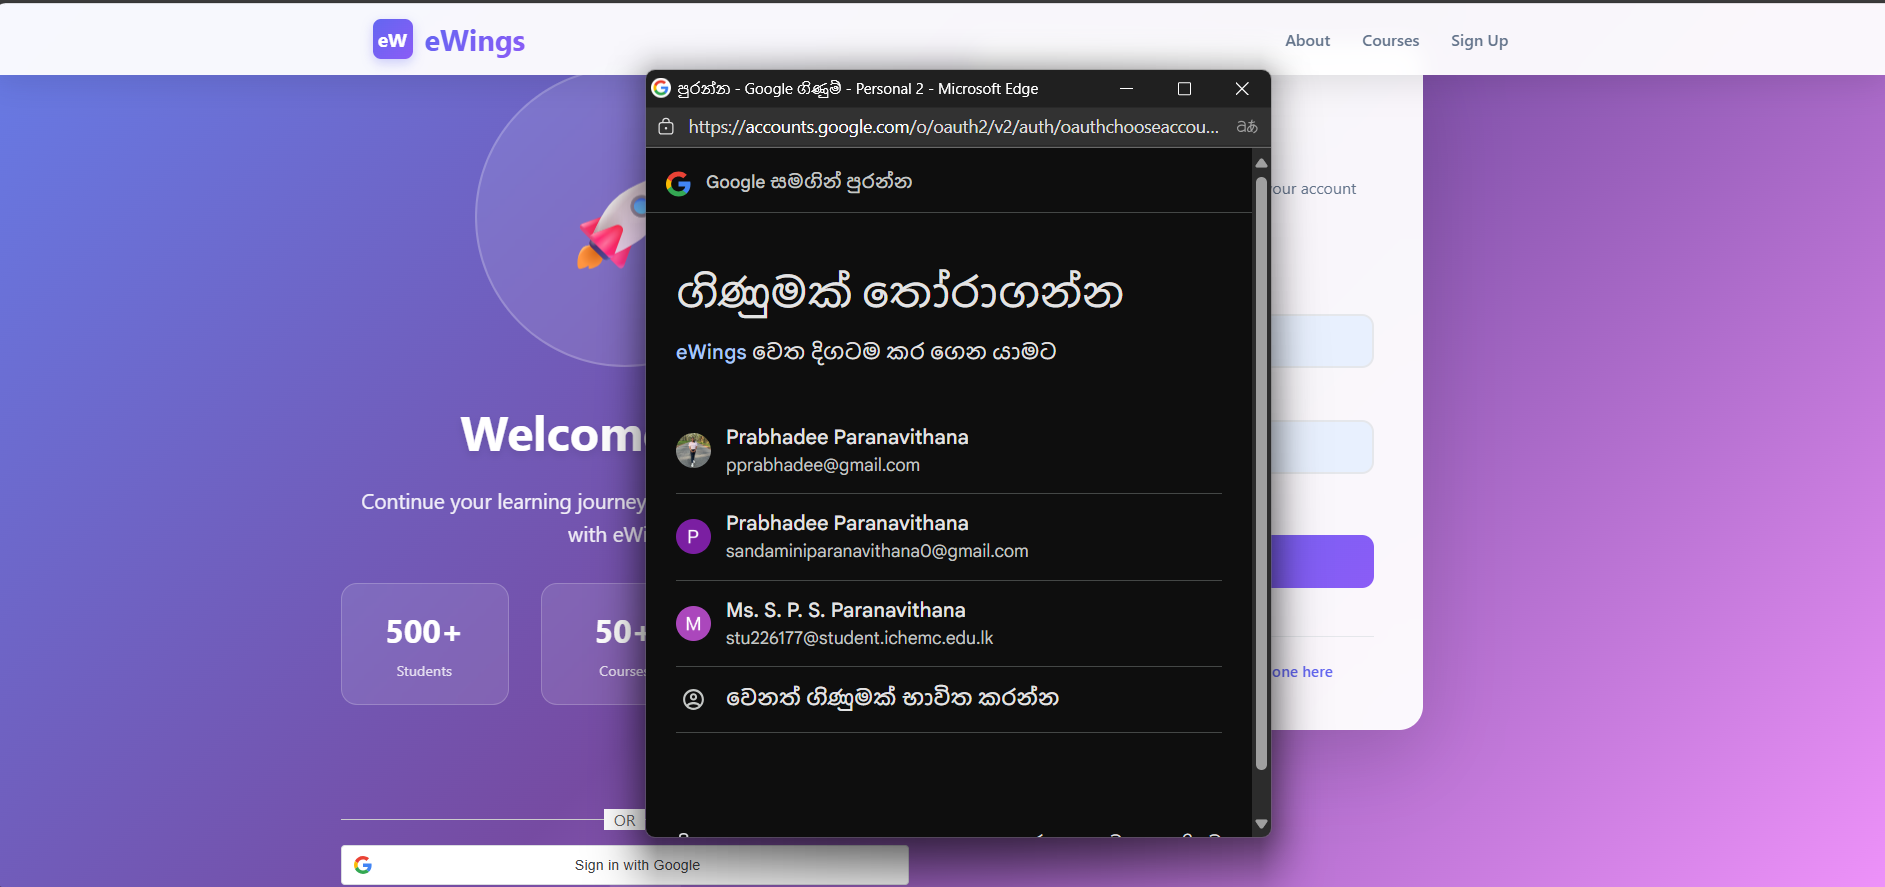 eW eWings
About Courses Sign Up
පුරන්න - Google ගිණුම් - Personal 2 - Microsoft Edge
https://accounts.google.com/o/oauth2/v2/auth/oauthchooseaccou...
Google සමගින් පුරන්න
ගිණුමක් තෝරාගන්න
eWings වෙත දිගටම කර ගෙන යාමට
Prabhadee Paranavithana
pprabhadee@gmail.com
P
Prabhadee Paranavithana
sandaminiparanavithana0@gmail.com
M
Ms. S. P. S. Paranavithana
stu226177@student.ichemc.edu.lk
වෙනත් ගිණුමක් භාවිත කරන්න
Welcom
Continue your learning journey
with eWi
500+
Students
50+
Courses
OR
Sign in with Google
our account
one here